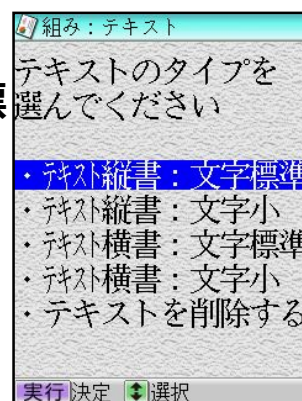 組み：テキスト
テキストのタイプを
選んでください
・ﾃｷｽﾄ縦書：文字標準
・ﾃｷｽﾄ縦書：文字小
・ﾃｷｽﾄ横書：文字標準
・ﾃｷｽﾄ横書：文字小
・テキストを削除する
実行決定 選択